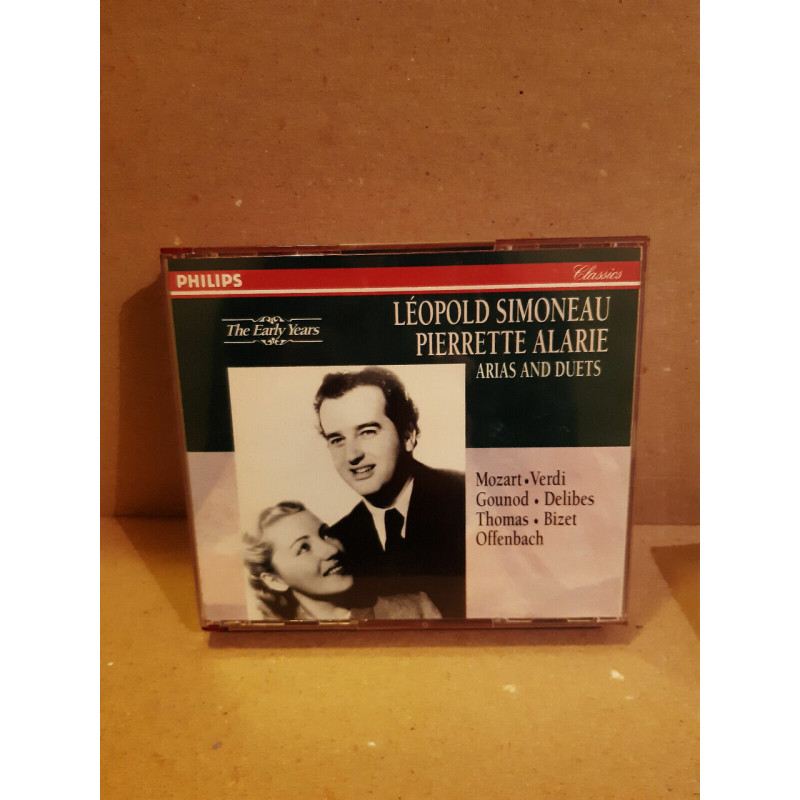 PHILIPS
Classics
The Early Years
LÉOPOLD SIMONEAU
PIERRETTE ALARIE
ARIAS AND DUETS
Mozart • Verdi
Gounod • Delibes
Thomas • Bizet
Offenbach